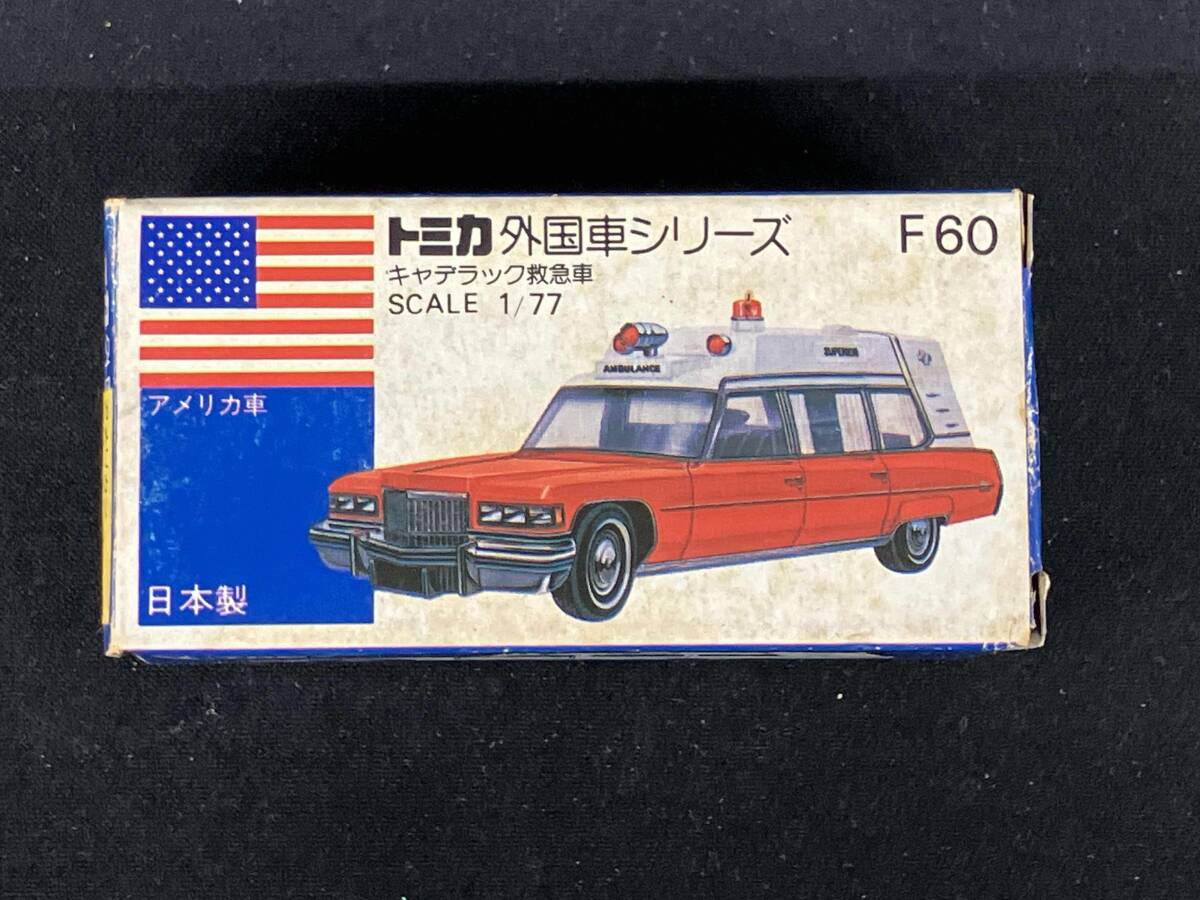 トミカ 外国車シリーズ F60
キャデラック救急車
SCALE 1/77
AMBULANCE
SUPERIOR
アメリカ車
日本製